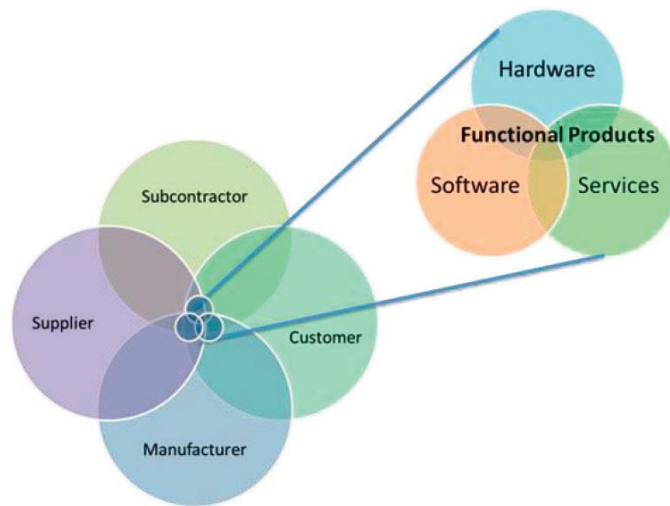 Hardware
Functional Products
Software
Services
Subcontractor
Supplier
Customer
Manufacturer